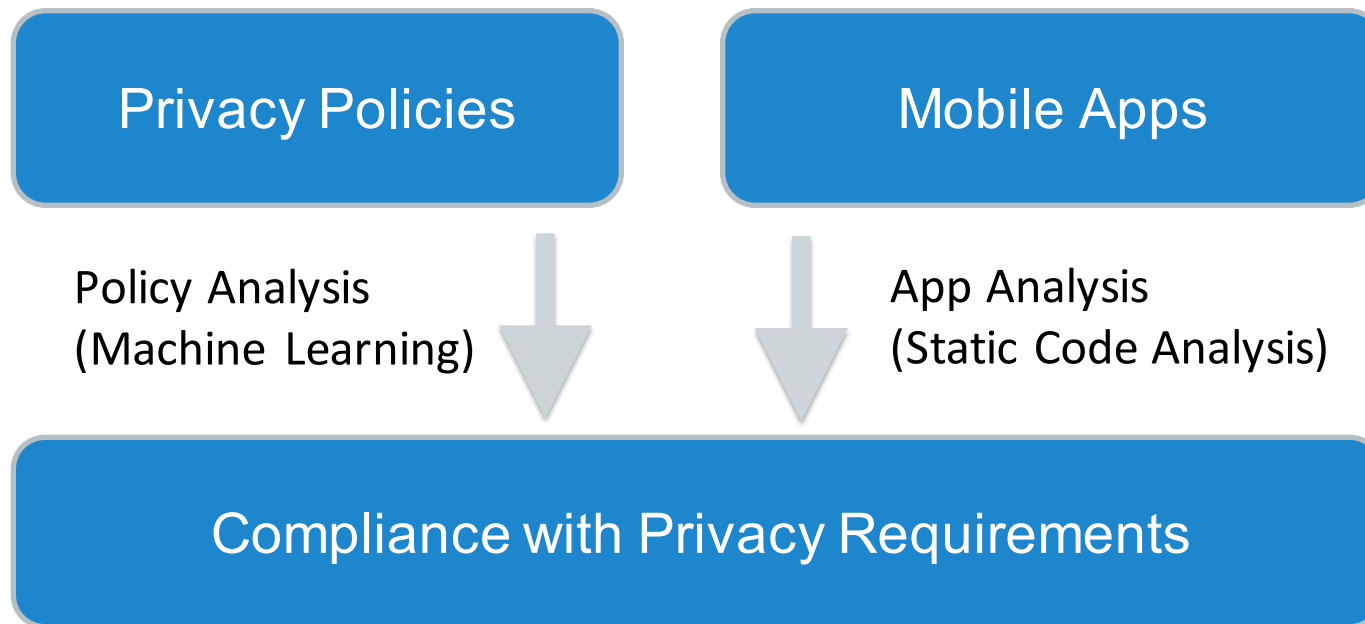 Privacy Policies
Mobile Apps
Policy Analysis
(Machine Learning)
App Analysis
(Static Code Analysis)
Compliance with Privacy Requirements